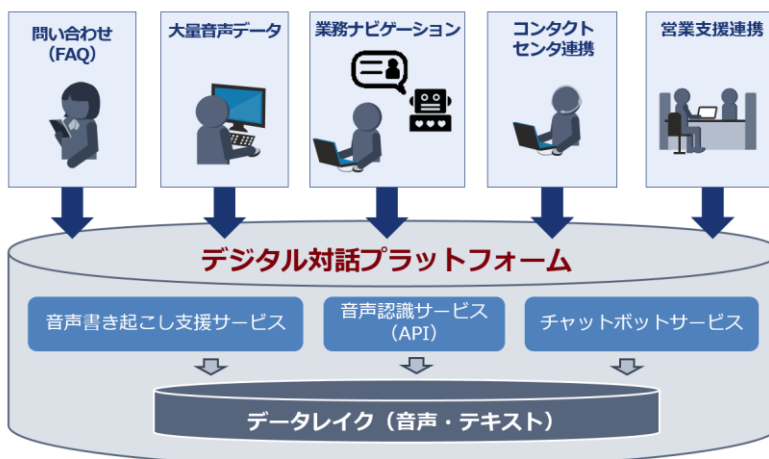 問い合わせ
（FAQ）
大量音声データ
業務ナビゲーション
コンタクト
センタ連携
営業支援連携
デジタル対話プラットフォーム
音声書き起こし支援サービス
音声認識サービス
（API）
チャットボットサービス
データレイク（音声・テキスト）